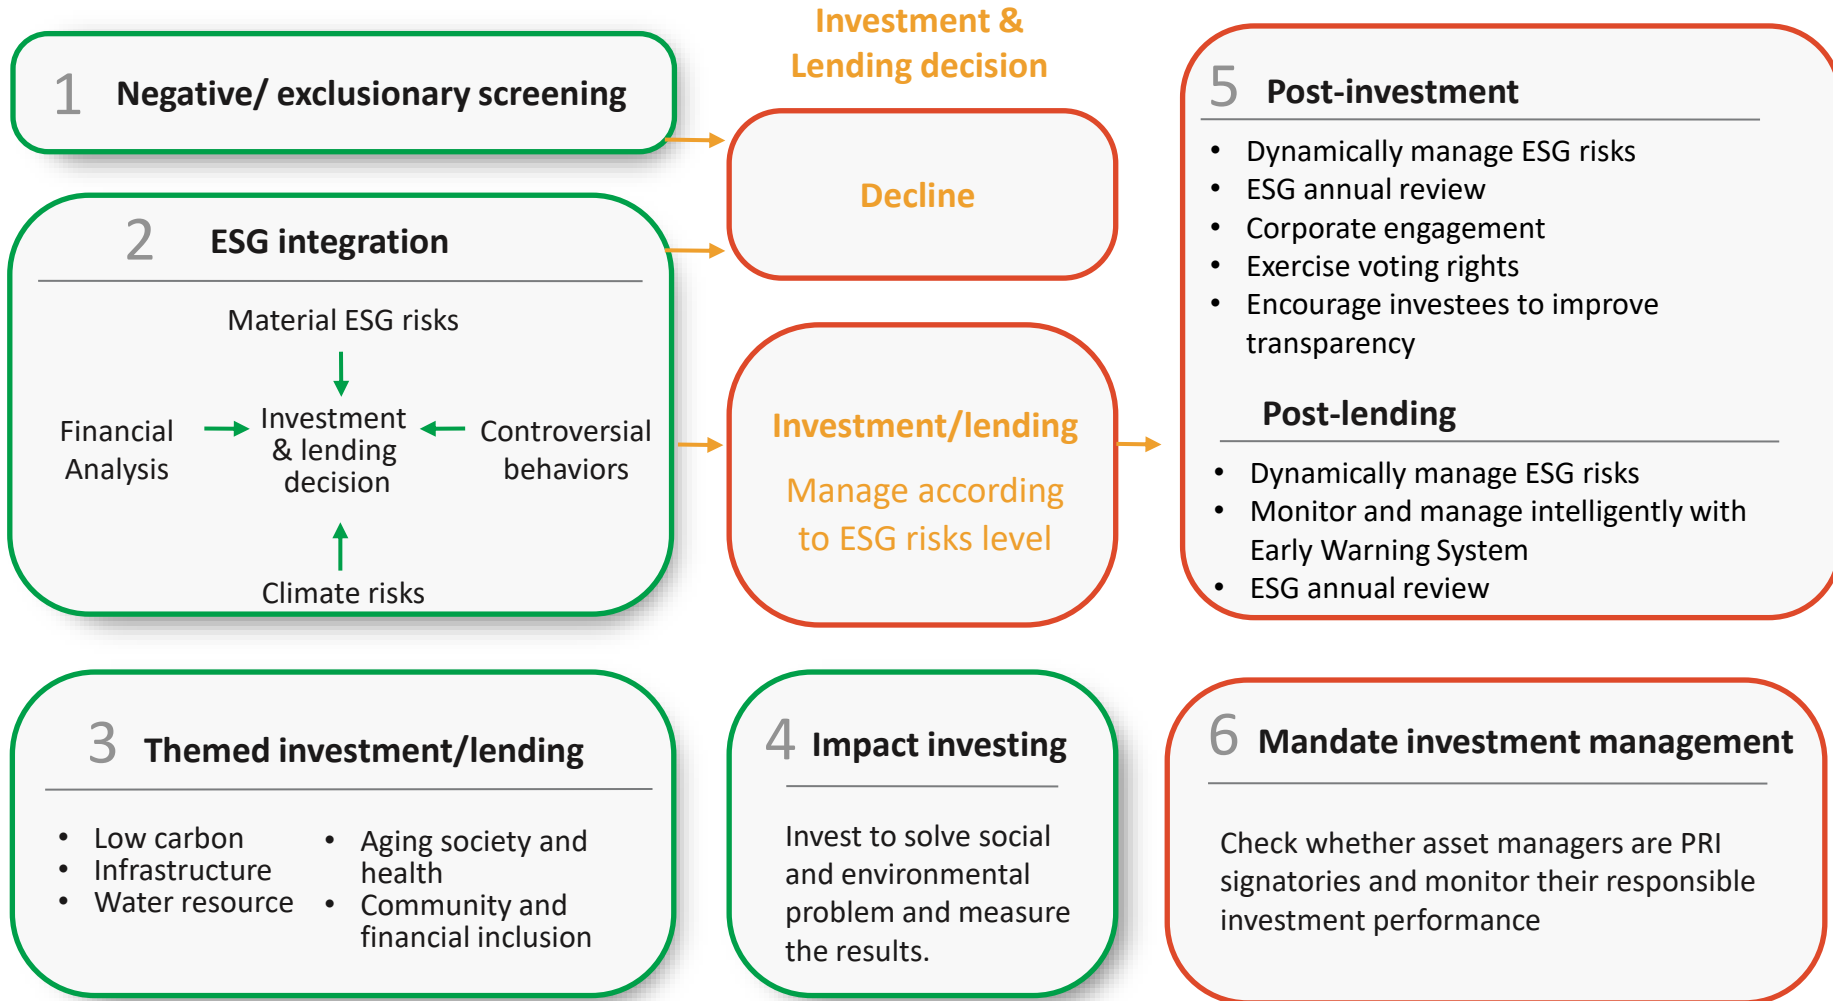 1 Negative/ exclusionary screening
Investment &
Lending decision
Decline
2 ESG integration
Material ESG risks
Financial
Analysis
Investment
& lending
decision
Controversial
behaviors
Climate risks
Investment/lending
Manage according
to ESG risks level
5 Post-investment
• Dynamically manage ESG risks
• ESG annual review
• Corporate engagement
• Exercise voting rights
• Encourage investees to improve
transparency
Post-lending
• Dynamically manage ESG risks
• Monitor and manage intelligently with
Early Warning System
• ESG annual review
3 Themed investment/lending
• Low carbon
• Infrastructure
• Water resource
• Aging society and
health
• Community and
financial inclusion
4 Impact investing
Invest to solve social
and environmental
problem and measure
the results.
6 Mandate investment management
Check whether asset managers are PRI
signatories and monitor their responsible
investment performance